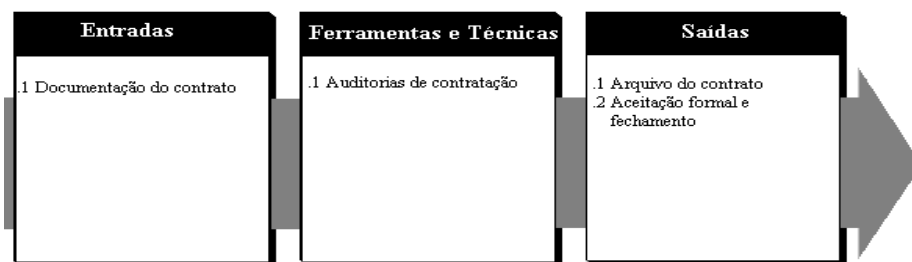 Entradas
.1 Documentação do contrato
Ferramentas e Técnicas
.1 Auditorias de contratação
Saídas
.1 Arquivo do contrato
.2 Aceitação formal e
fechamento